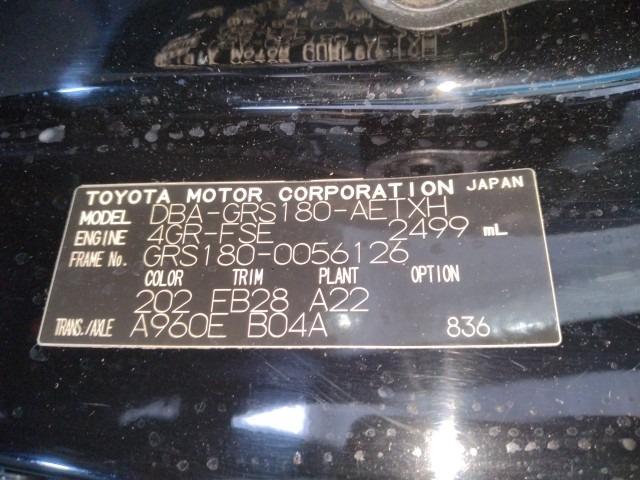 TOYOTA MOTOR CORPORATION JAPAN
MODEL DBA-GRS180-AETXH
ENGINE 4GR-FSE 2499 mL
FRAME No. GRS180-0056126
COLOR TRIM PLANT OPTION
202 FB28 A22
TRANS./AXLE A960E B04A 836